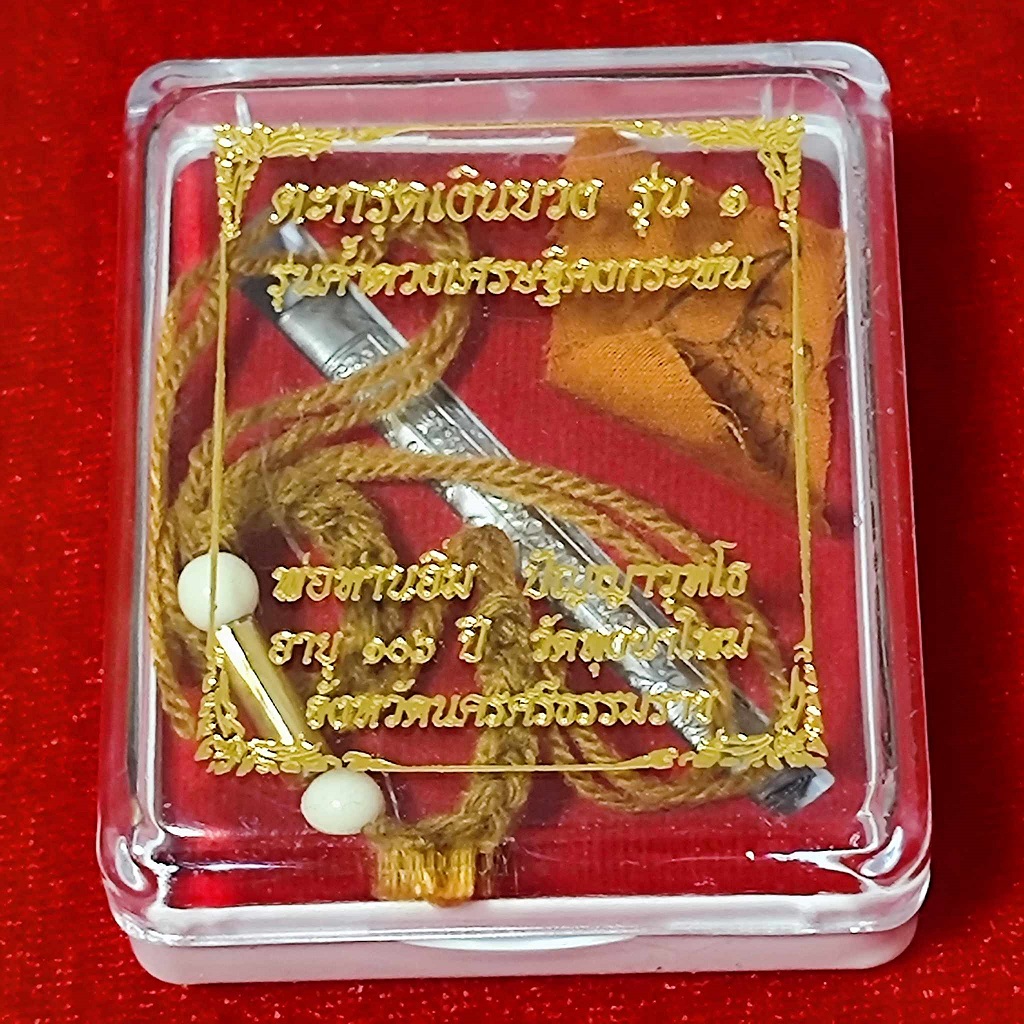 ตะกรุดเงินบวง รุ่น ๑
รุ่นค้ำดวงเศรษฐีคงกระพัน
พ่อท่านยิ้ม ปัญญาวุฑโฒ
อายุ ๑๐๖ ปี วัดทุ่งนาใหม่
จังหวัดนครศรีธรรมราช